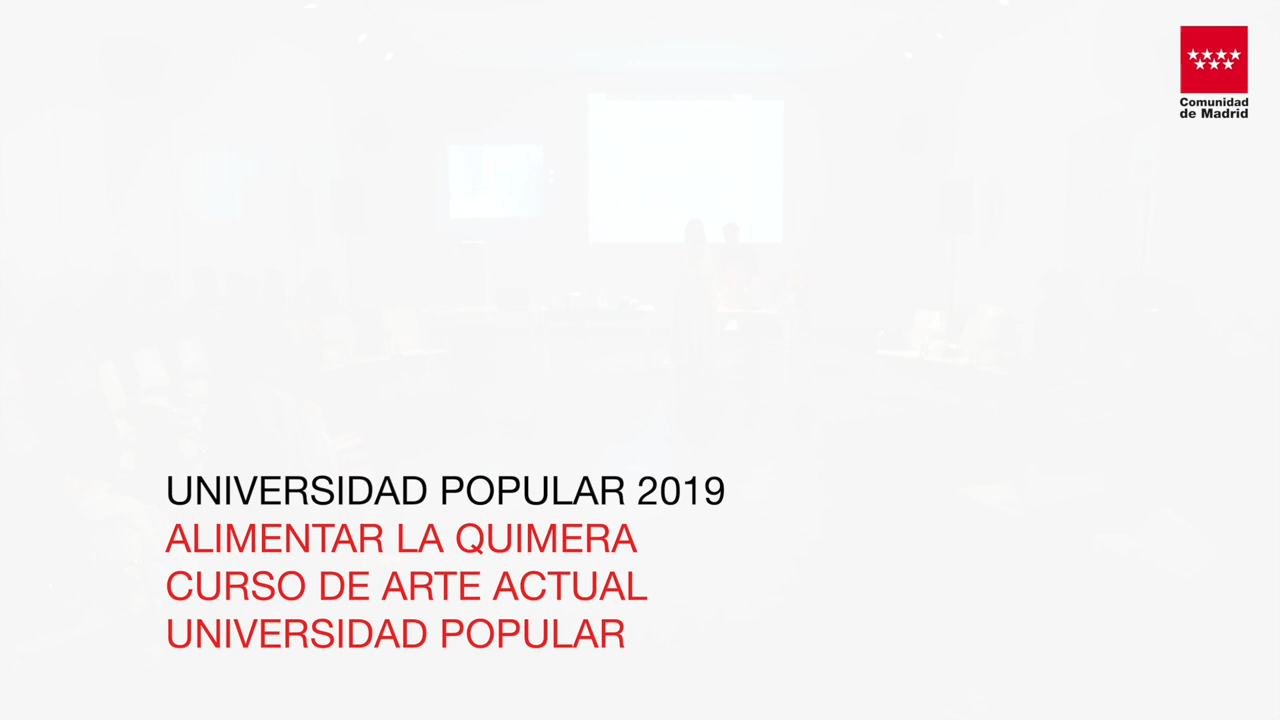 Comunidad
de Madrid
UNIVERSIDAD POPULAR 2019
ALIMENTAR LA QUIMERA
CURSO DE ARTE ACTUAL
UNIVERSIDAD POPULAR